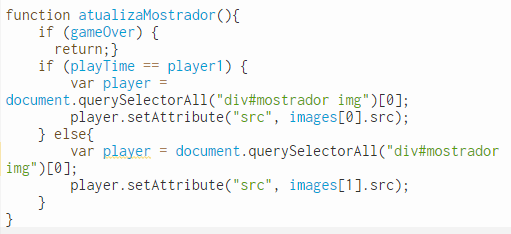 function atualizaMostrador(){
    if (gameOver) {
      return;}
    if (playTime == player1) {
        var player =
document.querySelectorAll("div#mostrador img")[0];
        player.setAttribute("src", images[0].src);
    } else{
        var player = document.querySelectorAll("div#mostrador
img")[0];
        player.setAttribute("src", images[1].src);
    }
}